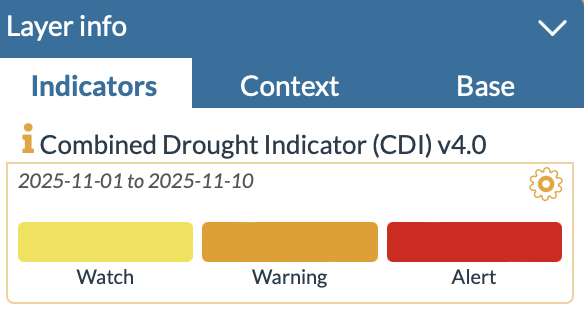 Layer info
Indicators Context Base
Combined Drought Indicator (CDI) v4.0
2025-11-01 to 2025-11-10
Watch Warning Alert